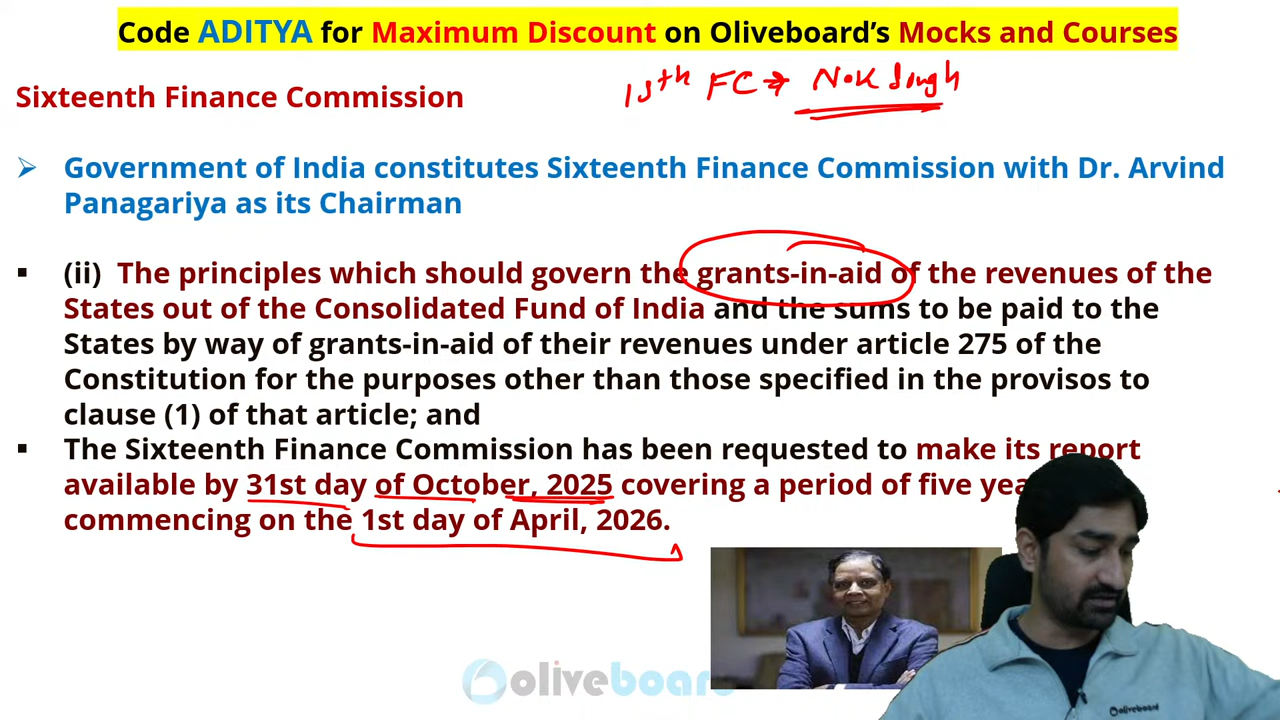 Code ADITYA for Maximum Discount on Oliveboard's Mocks and Courses
Sixteenth Finance Commission
15th FC → N.K Singh
➢ Government of India constitutes Sixteenth Finance Commission with Dr. Arvind
Panagariya as its Chairman
▪ (ii) The principles which should govern the grants-in-aid of the revenues of the
States out of the Consolidated Fund of India and the sums to be paid to the
States by way of grants-in-aid of their revenues under article 275 of the
Constitution for the purposes other than those specified in the provisos to
clause (1) of that article; and
▪ The Sixteenth Finance Commission has been requested to make its report
available by 31st day of October, 2025 covering a period of five
commencing on the 1st day of April, 2026.
oliveboard
oliveboard